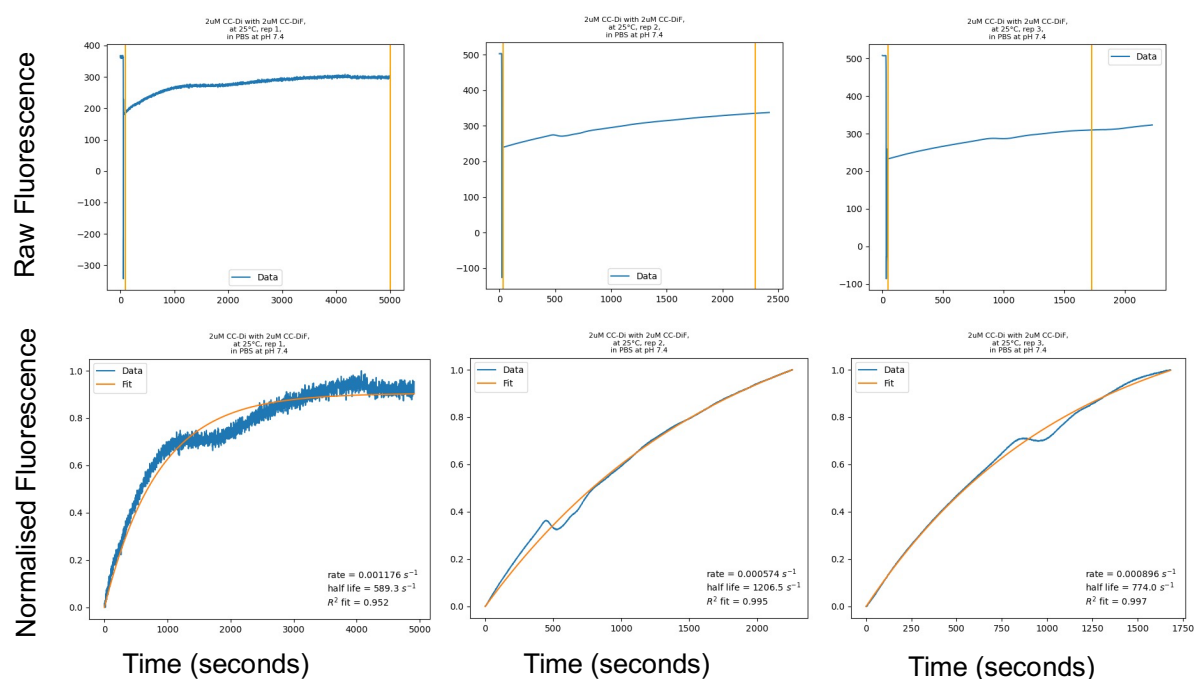 Raw Fluorescence
2uM CC-Di with 2uM CC-DiF,
at 25°C, rep 1,
in PBS at pH 7.4
400
300
200
100
0
−100
−200
−300
0
1000
2000
3000
4000
5000
Data
2uM CC-Di with 2uM CC-DiF,
at 25°C, rep 2,
in PBS at pH 7.4
500
400
300
200
100
0
−100
0
500
1000
1500
2000
2500
Data
2uM CC-Di with 2uM CC-DiF,
at 25°C, rep 3,
in PBS at pH 7.4
500
400
300
200
100
0
−100
0
500
1000
1500
2000
Data
Normalised Fluorescence
2uM CC-Di with 2uM CC-DiF,
at 25°C, rep 1,
in PBS at pH 7.4
Data
Fit
1.0
0.8
0.6
0.4
0.2
0.0
rate = 0.001176 s⁻¹
half life = 589.3 s⁻¹
R² fit = 0.952
0
1000
2000
3000
4000
5000
2uM CC-Di with 2uM CC-DiF,
at 25°C, rep 2,
in PBS at pH 7.4
Data
Fit
1.0
0.8
0.6
0.4
0.2
0.0
rate = 0.000574 s⁻¹
half life = 1206.5 s⁻¹
R² fit = 0.995
0
500
1000
1500
2000
2uM CC-Di with 2uM CC-DiF,
at 25°C, rep 3,
in PBS at pH 7.4
Data
Fit
1.0
0.8
0.6
0.4
0.2
0.0
rate = 0.000896 s⁻¹
half life = 774.0 s⁻¹
R² fit = 0.997
0
250
500
750
1000
1250
1500
1750
Time (seconds)
Time (seconds)
Time (seconds)